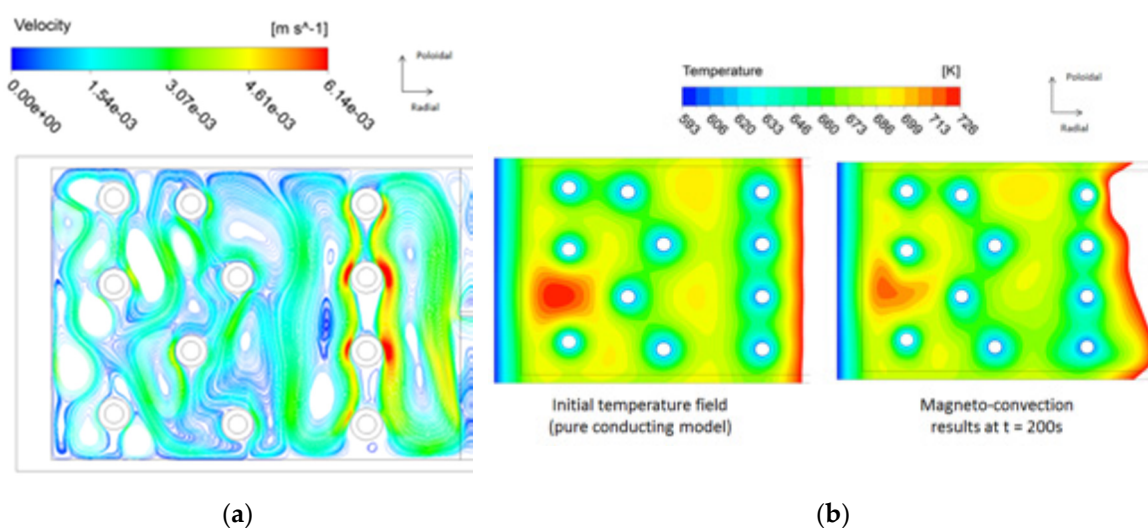 Velocity [m s^-1]
0.00e+00 1.54e-03 3.07e-03 4.61e-03 6.14e-03
Poloidal
Radial
Temperature [K]
593 606 620 633 646 660 673 686 699 713 726
Poloidal
Radial
Initial temperature field
(pure conducting model)
Magneto-convection
results at t = 200s
(a) (b)